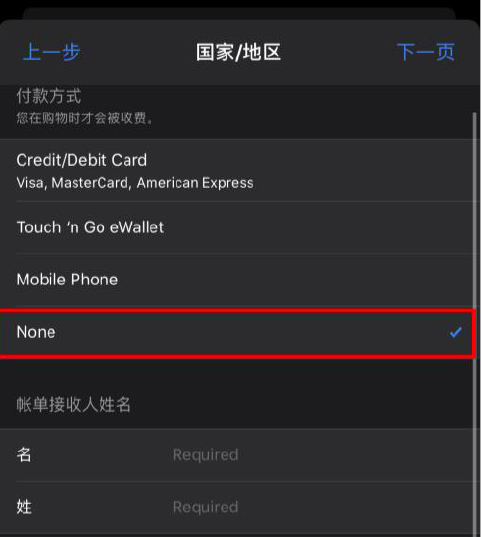 上一步 国家/地区 下一页
付款方式
您在购物时才会被收费。
Credit/Debit Card
Visa, MasterCard, American Express
Touch ‘n Go eWallet
Mobile Phone
None
帐单接收人姓名
名 Required
姓 Required